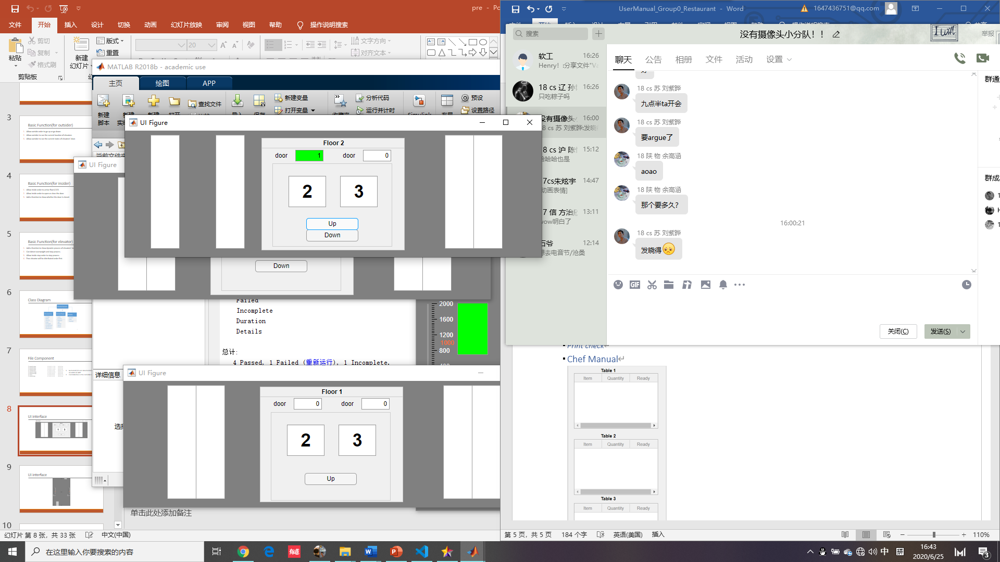 pre - Po
文件
开始
插入
设计
切换
动画
幻灯片放映
审阅
视图
帮助
操作说明搜索
粘贴
剪切
复制
格式刷
剪贴板
新建
幻灯片
版式
重置
20
文字方向
对齐文本
MATLAB R2018b - academic use
主页
绘图
APP
新建
脚本
查找文件
新建变量
打开变量
分析代码
运行并计时
Simulink
预设
设置路径
当前文件夹
UI Figure
Down
UI Figure
Floor 2
door
1
door
0
2
3
Up
Down
3
Basic Function(for outsider)
4
Basic Function(for insider)
5
Basic Function(for elevator)
6
Class Diagram
7
File Component
8
UI interface
9
UI interface
10
Failed
Incomplete
Duration
Details
总计:
4 Passed, 1 Failed (重新运行), 1 Incomplete.
2000
1600
1200
1000
800
详细信息
UI Figure
Floor 1
door
0
door
0
2
3
Up
单击此处添加备注
幻灯片 第 8 张，共 33 张
中文(中国)
UserManual_Group0_Restaurant - Word
1647436751@qq.com
搜索
没有摄像头小分队！！
I will
举报
软工
16:26
Henry！:分享文件"Va
18 cs 辽 孙
16:26
只吃粽子吗
没有摄像头
16:00
8 cs 苏 刘紫晔:发晓
8 cs 沪 陈
15:12
哈哈哈也是
7cs朱炫宇
14:47
动画表情]
7 信 方治
13:11
wow明白了
石爷
12:14
想去电音节/沧桑
聊天
公告
相册
文件
活动
设置
18 cs 苏 刘紫晔
九点半ta开会
18 cs 苏 刘紫晔
要argue了
18 陕 物 余高涵
aoao
18 陕 物 余高涵
那个要多久?
16:00:21
18 cs 苏 刘紫晔
发晓得
GIF
关闭(C)
发送(S)
群通
群成
Print check
Chef Manual
Table 1
Item
Quantity
Ready
Table 2
Item
Quantity
Ready
Table 3
Item
Quantity
Ready
第 5 页，共 5 页
184 个字
英语(美国)
插入
110%
在这里输入你要搜索的内容
有道
中
拼
16:43
2020/6/25
3